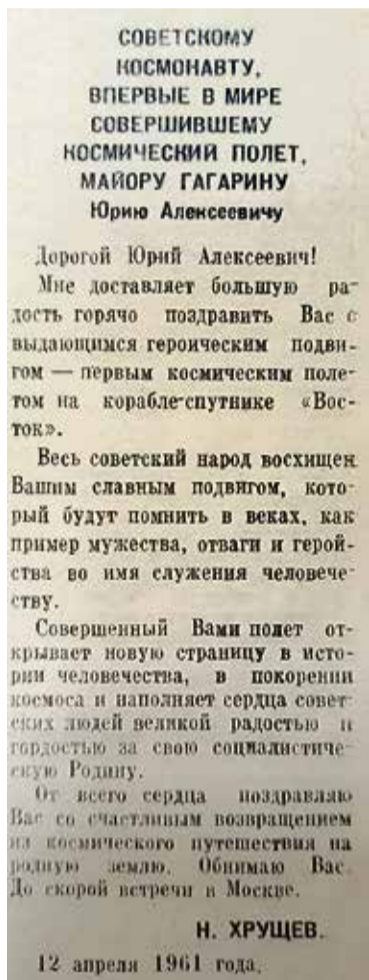 СОВЕТСКОМУ
КОСМОНАВТУ,
ВПЕРВЫЕ В МИРЕ
СОВЕРШИВШЕМУ
КОСМИЧЕСКИЙ ПОЛЕТ,
МАЙОРУ ГАГАРИНУ
Юрию Алексеевичу
Дорогой Юрий Алексеевич!
Мне доставляет большую ра-
дость горячо поздравить Вас с
выдающимся героическим подви-
гом — первым космическим поле-
том на корабле-спутнике «Вос-
ток».
Весь советский народ восхищен
Вашим славным подвигом, кото-
рый будут помнить в веках, как
пример мужества, отваги и герой-
ства во имя служения человече-
ству.
Совершенный Вами полет от-
крывает новую страницу в исто-
рии человечества, в покорении
космоса и наполняет сердца совет-
ских людей великой радостью и
гордостью за свою социалистиче-
скую Родину.
От всего сердца поздравляю
Вас со счастливым возвращением
из космического путешествия на
родную землю. Обнимаю Вас.
До скорой встречи в Москве.
Н. ХРУЩЕВ.
12 апреля 1961 года.